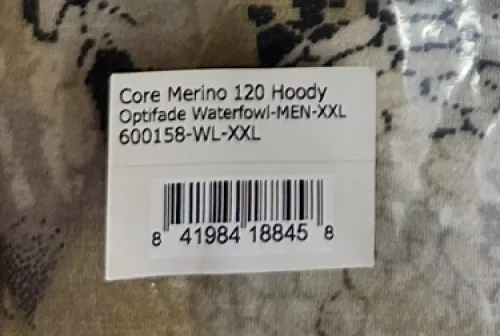 Core Merino 120 Hoody
Optifade Waterfowl-MEN-XXL
600158-WL-XXL
8 41984 18845 8